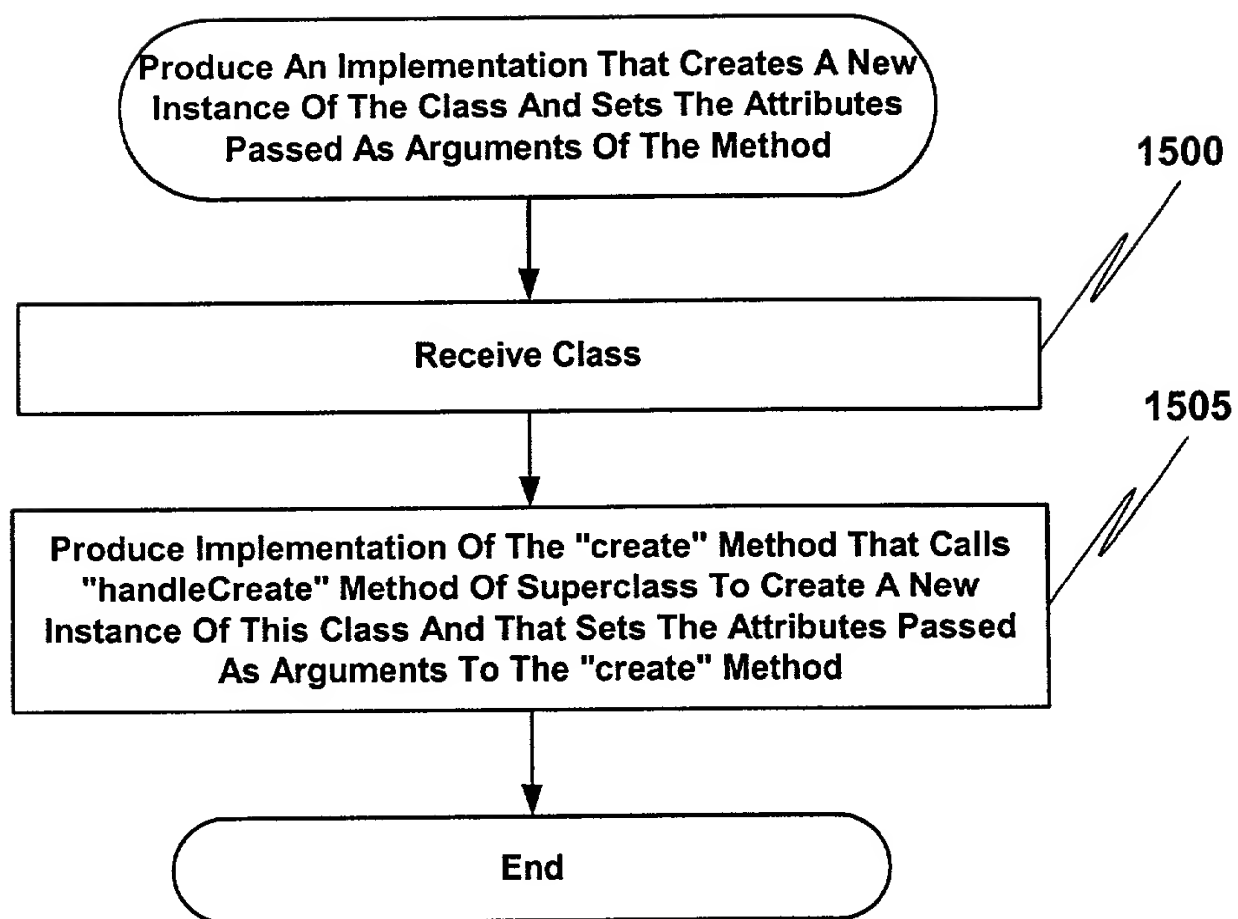 Produce An Implementation That Creates A New
Instance Of The Class And Sets The Attributes
Passed As Arguments Of The Method
1500
Receive Class
1505
Produce Implementation Of The "create" Method That Calls
"handleCreate" Method Of Superclass To Create A New
Instance Of This Class And That Sets The Attributes Passed
As Arguments To The "create" Method
End